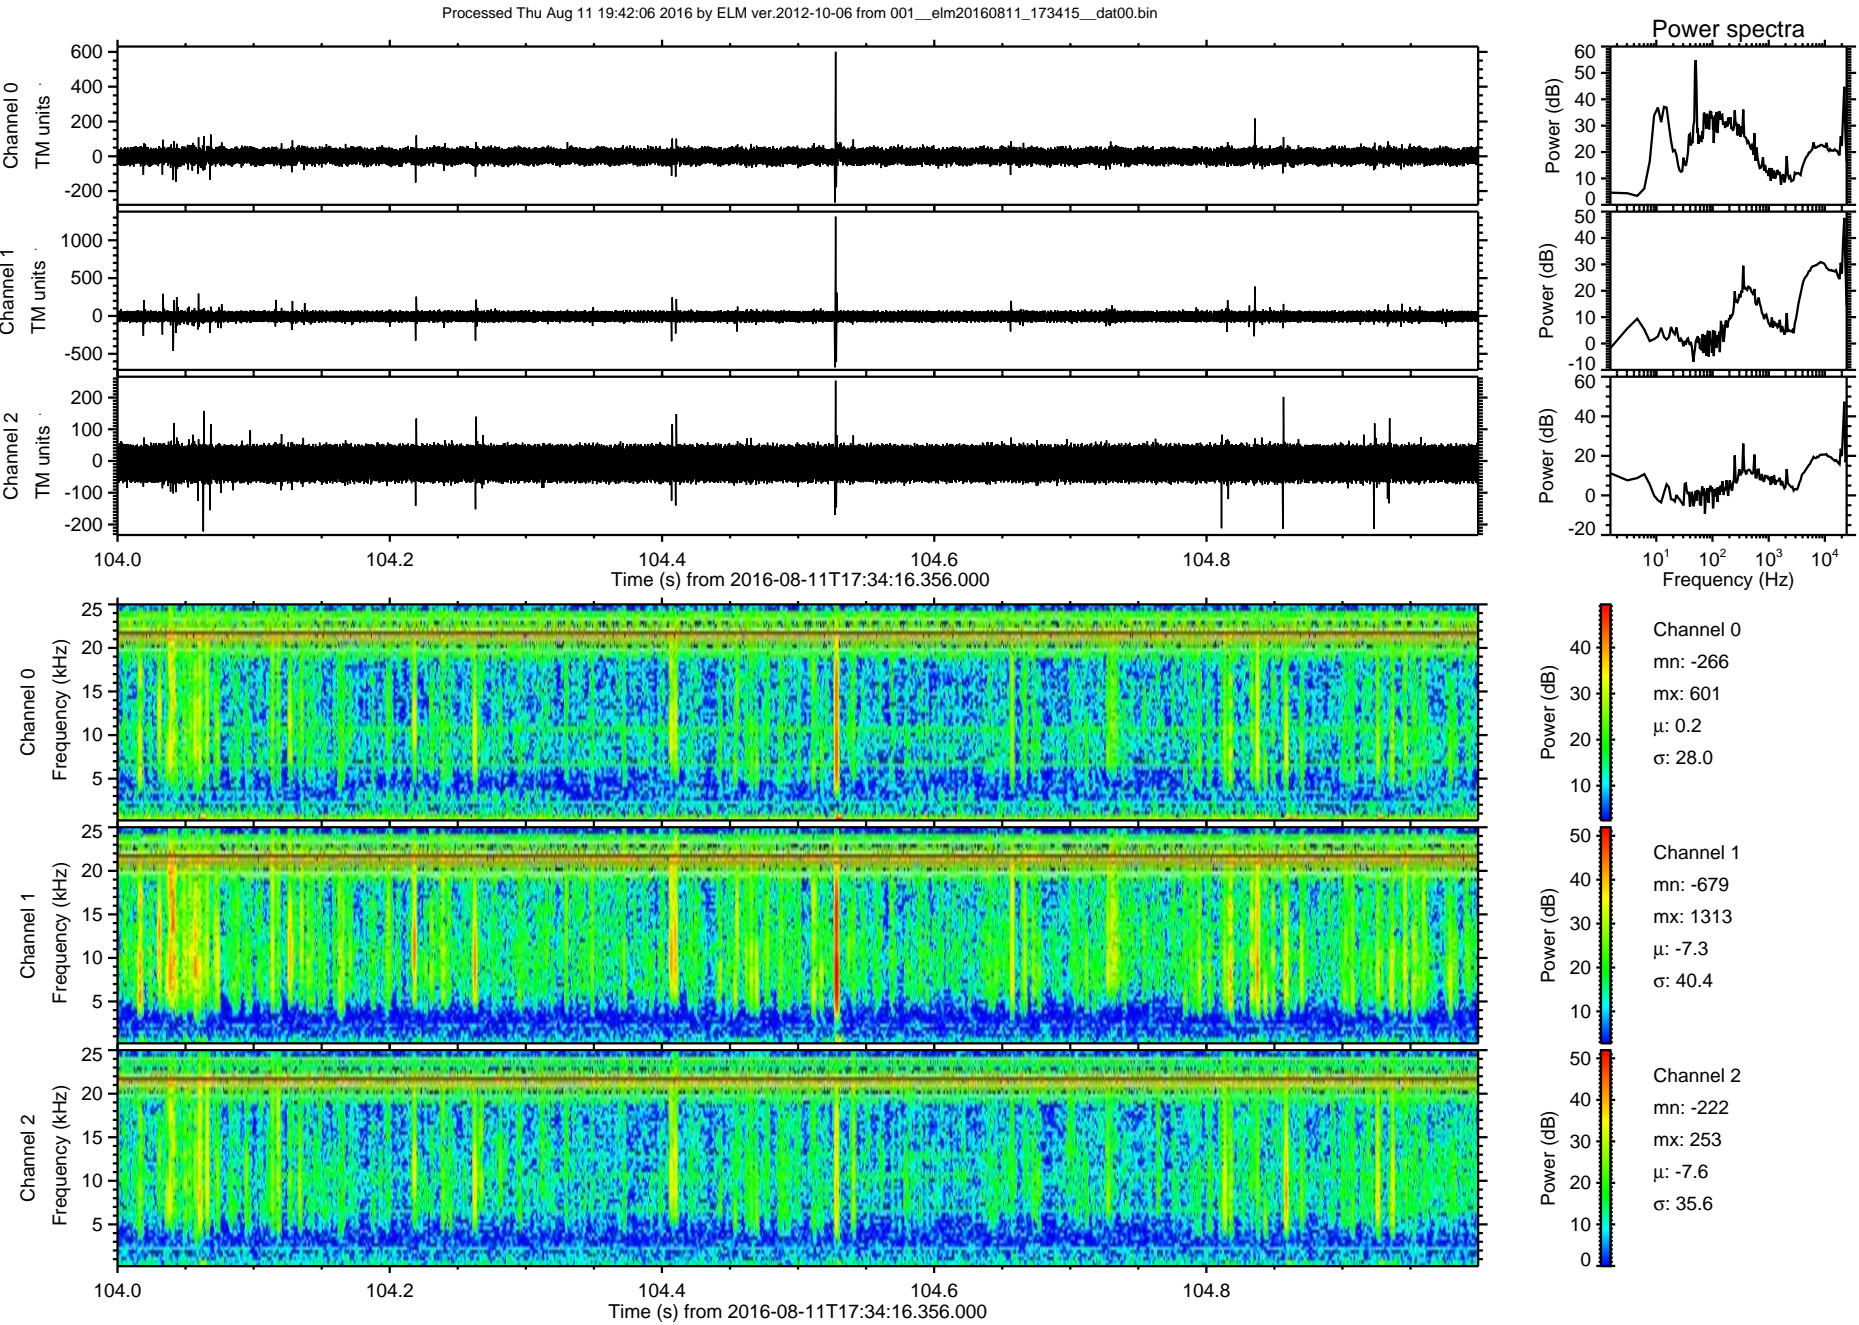 Processed Thu Aug 11 19:42:06 2016 by ELM ver.2012-10-06 from 001__elm20160811_173415__dat00.bin
Power spectra
Channel 0
TM units
600
400
200
0
-200
Power (dB)
60
50
40
30
20
10
0
Channel 1
TM units
1000
500
0
-500
Power (dB)
50
40
30
20
10
0
-10
Channel 2
TM units
200
100
0
-100
-200
Power (dB)
60
40
20
0
-20
104.0 104.2 104.4 104.6 104.8
Time (s) from 2016-08-11T17:34:16.356.000
10¹ 10² 10³ 10⁴
Frequency (Hz)
Channel 0
Frequency (kHz)
25
20
15
10
5
Power (dB)
40
30
20
10
Channel 0
mn: -266
mx: 601
µ: 0.2
σ: 28.0
Channel 1
Frequency (kHz)
25
20
15
10
5
Power (dB)
50
40
30
20
10
Channel 1
mn: -679
mx: 1313
µ: -7.3
σ: 40.4
Channel 2
Frequency (kHz)
25
20
15
10
5
Power (dB)
50
40
30
20
10
0
Channel 2
mn: -222
mx: 253
µ: -7.6
σ: 35.6
104.0 104.2 104.4 104.6 104.8
Time (s) from 2016-08-11T17:34:16.356.000